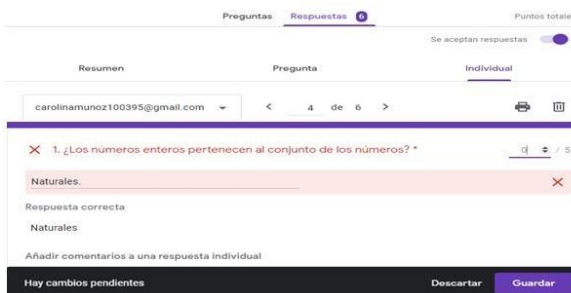 Preguntas Respuestas 6 Puntos totale
Se aceptan respuestas
Resumen Pregunta Individual
carolinamunoz100395@gmail.com < 4 de 6 >
1. ¿Los números enteros pertenecen al conjunto de los números? * 0 / 5
Naturales.
Respuesta correcta
Naturales
Añadir comentarios a una respuesta individual
Hay cambios pendientes Descartar Guardar